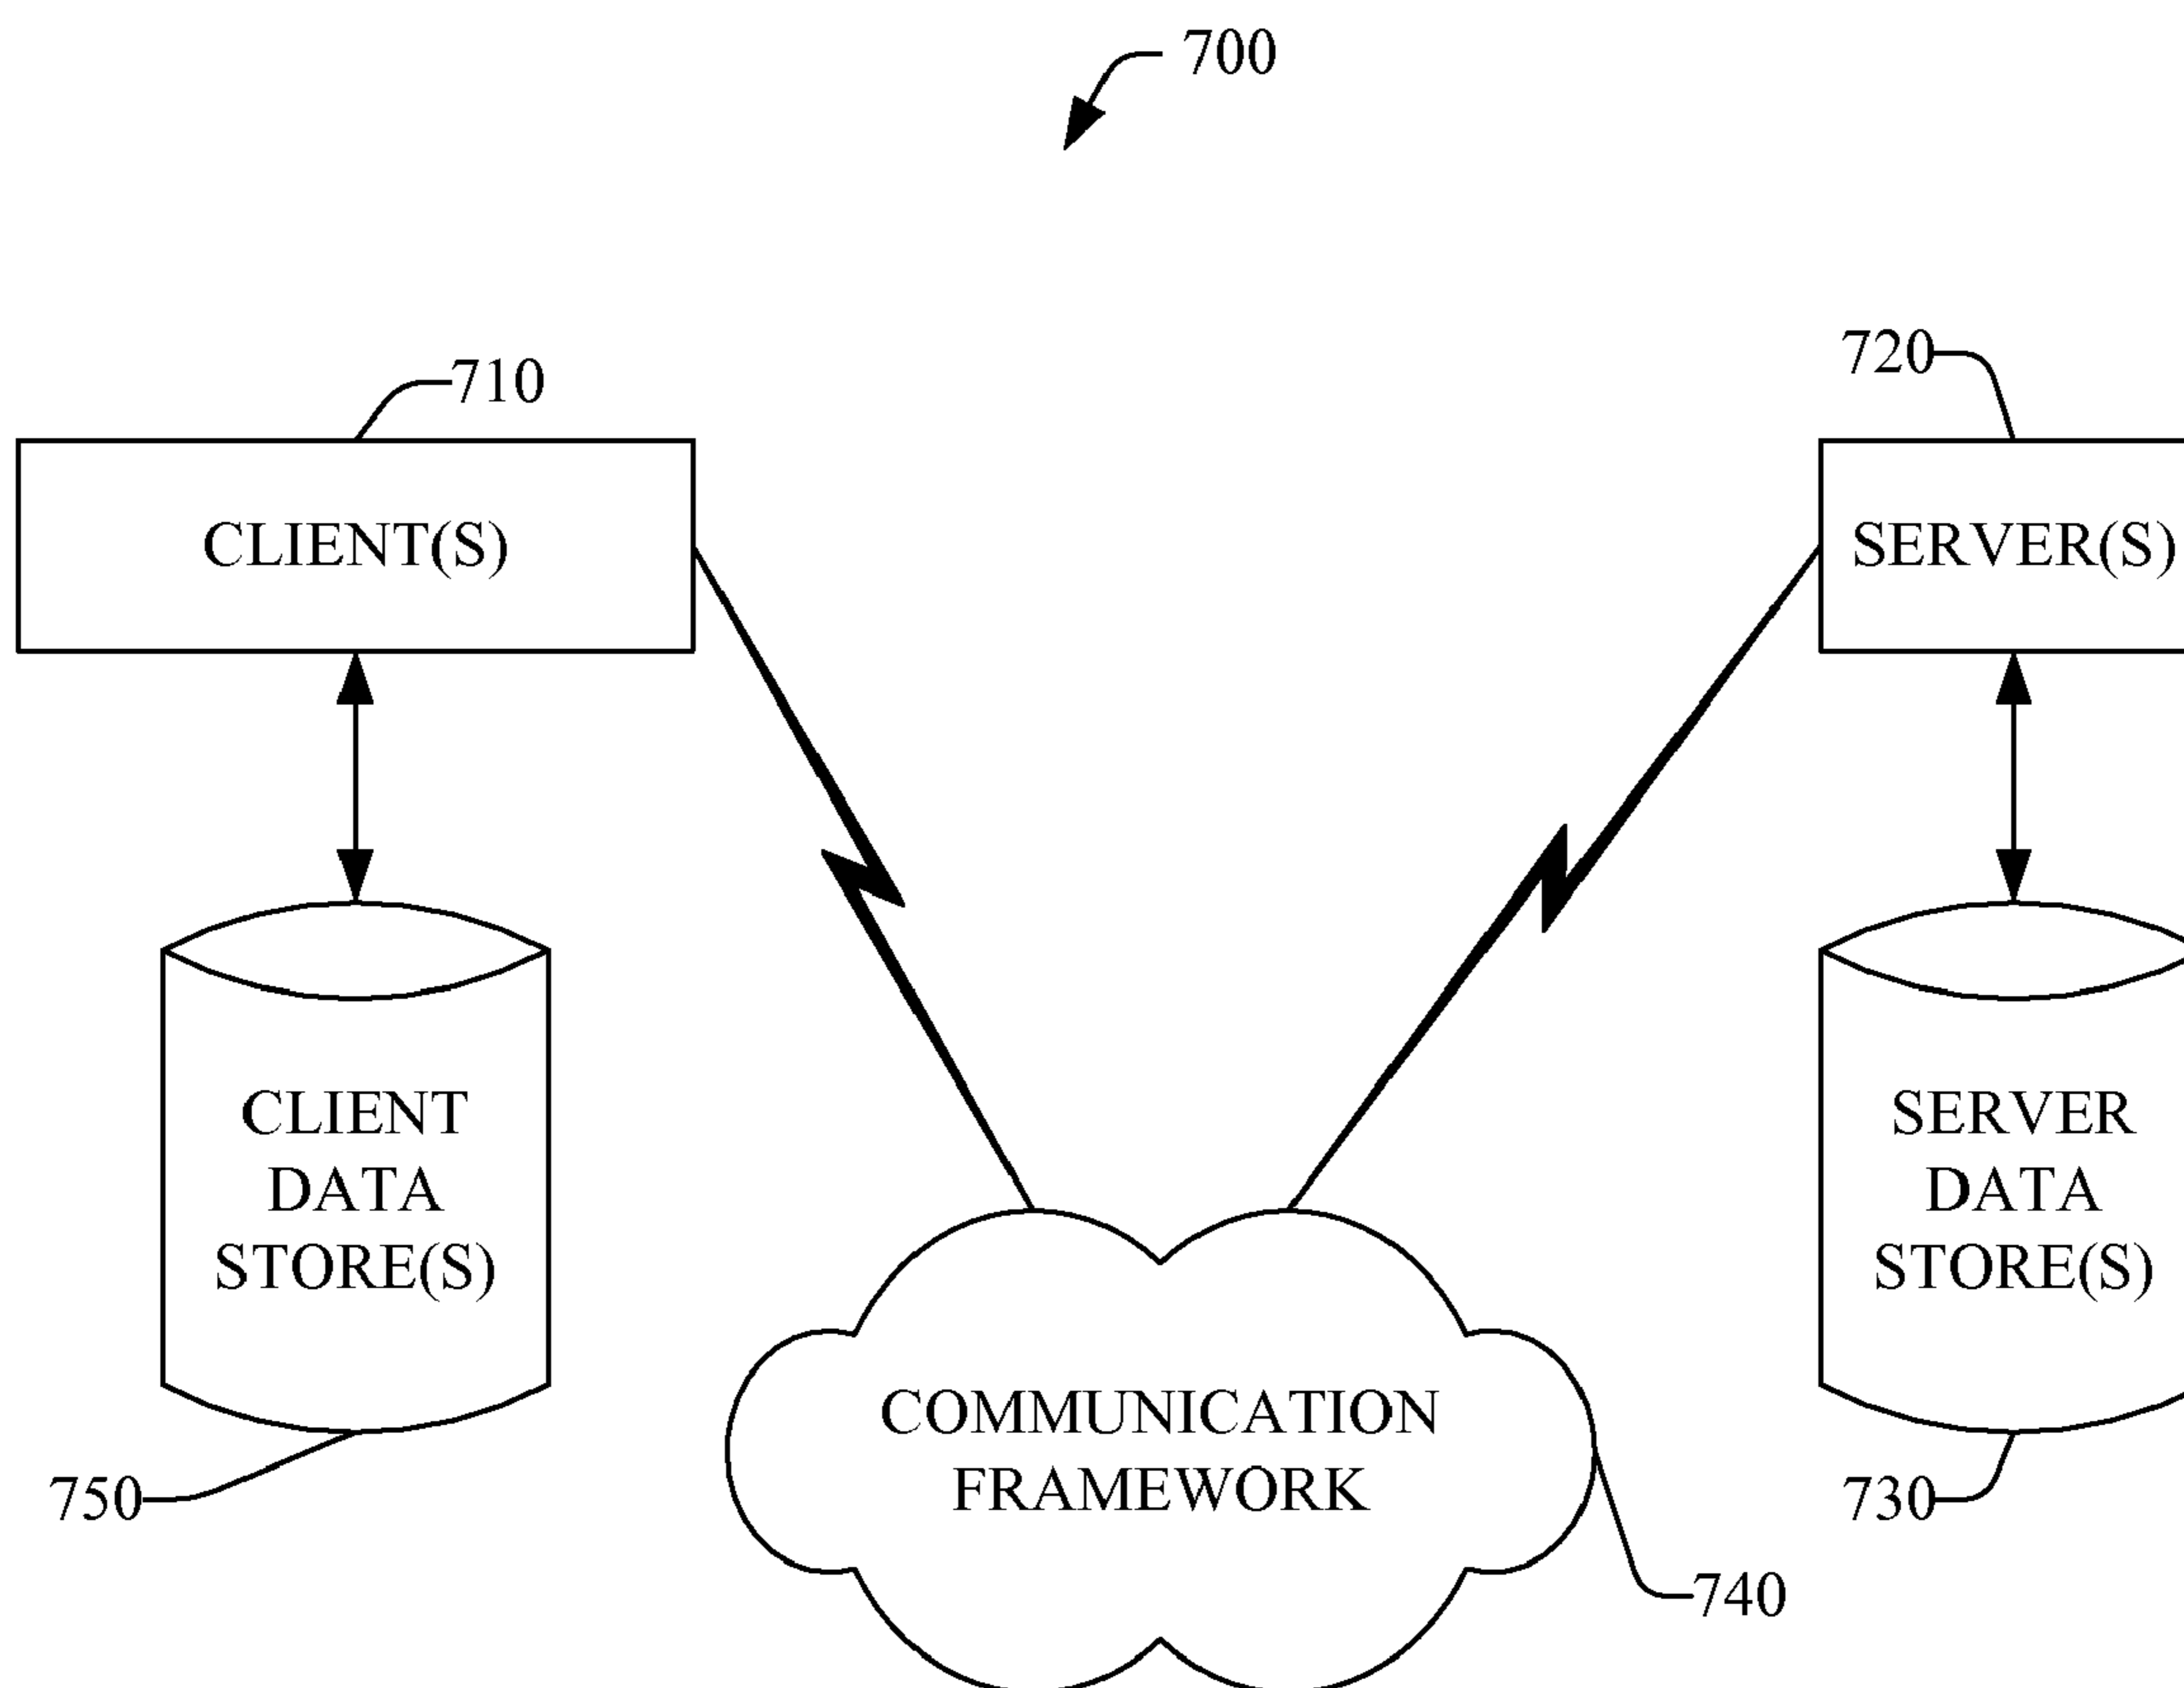 700
710
720
CLIENT(S)
SERVER(S)
CLIENT
DATA
STORE(S)
SERVER
DATA
STORE(S)
COMMUNICATION
FRAMEWORK
750
730
740